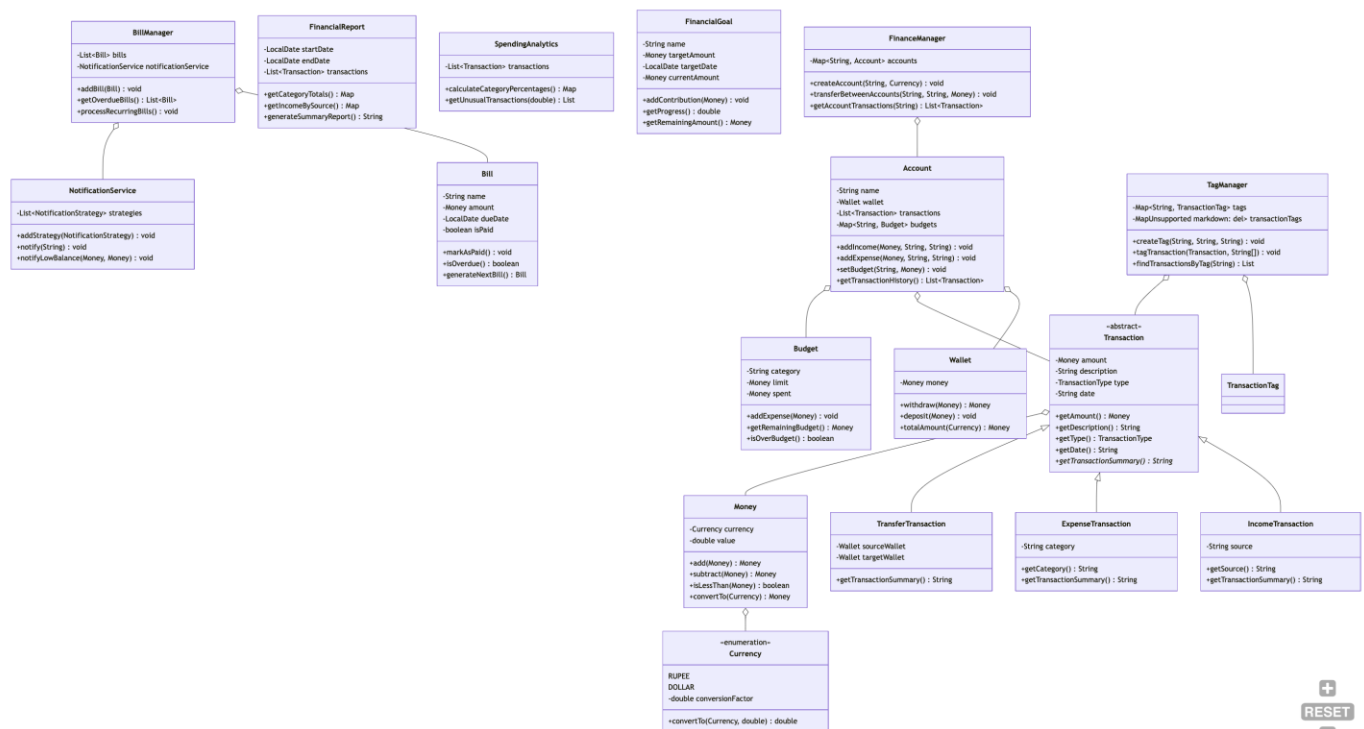 BillManager
-List<Bill> bills
-NotificationService notificationService
+addBill(Bill) : void
+getOverdueBills() : List<Bill>
+processRecurringBills() : void
FinancialReport
-LocalDate startDate
-LocalDate endDate
-List<Transaction> transactions
+getCategoryTotals() : Map
+getIncomeBySource() : Map
+generateSummaryReport() : String
SpendingAnalytics
-List<Transaction> transactions
+calculateCategoryPercentages() : Map
+getUnusualTransactions(double) : List
FinancialGoal
-String name
-Money targetAmount
-LocalDate targetDate
-Money currentAmount
+addContribution(Money) : void
+getProgress() : double
+getRemainingAmount() : Money
FinanceManager
-Map<String, Account> accounts
+createAccount(String, Currency) : void
+transferBetweenAccounts(String, String, Money) : void
+getAccountTransactions(String) : List<Transaction>
NotificationService
-List<NotificationStrategy> strategies
+addStrategy(NotificationStrategy) : void
+notify(String) : void
+notifyLowBalance(Money, Money) : void
Bill
-String name
-Money amount
-LocalDate dueDate
-boolean isPaid
+markAsPaid() : void
+isOverdue() : boolean
+generateNextBill() : Bill
Account
-String name
-Wallet wallet
-List<Transaction> transactions
-Map<String, Budget> budgets
+addIncome(Money, String, String) : void
+addExpense(Money, String, String) : void
+setBudget(String, Money) : void
+getTransactionHistory() : List<Transaction>
TagManager
-Map<String, TransactionTag> tags
-MapUnsupported markdown: del> transactionTags
+createTag(String, String, String) : void
+tagTransaction(Transaction, String[]) : void
+findTransactionsByTag(String) : List
Budget
-String category
-Money limit
-Money spent
+addExpense(Money) : void
+getRemainingBudget() : Money
+isOverBudget() : boolean
Wallet
-Money money
+withdraw(Money) : Money
+deposit(Money) : void
+totalAmount(Currency) : Money
«abstract»
Transaction
-Money amount
-String description
-TransactionType type
-String date
+getAmount() : Money
+getDescription() : String
+getType() : TransactionType
+getDate() : String
+getTransactionSummary() : String
TransactionTag
Money
-Currency currency
-double value
+add(Money) : Money
+subtract(Money) : Money
+isLessThan(Money) : boolean
+convertTo(Currency) : Money
TransferTransaction
-Wallet sourceWallet
-Wallet targetWallet
+getTransactionSummary() : String
ExpenseTransaction
-String category
+getCategory() : String
+getTransactionSummary() : String
IncomeTransaction
-String source
+getSource() : String
+getTransactionSummary() : String
«enumeration»
Currency
RUPEE
DOLLAR
-double conversionFactor
+convertTo(Currency, double) : double
RESET